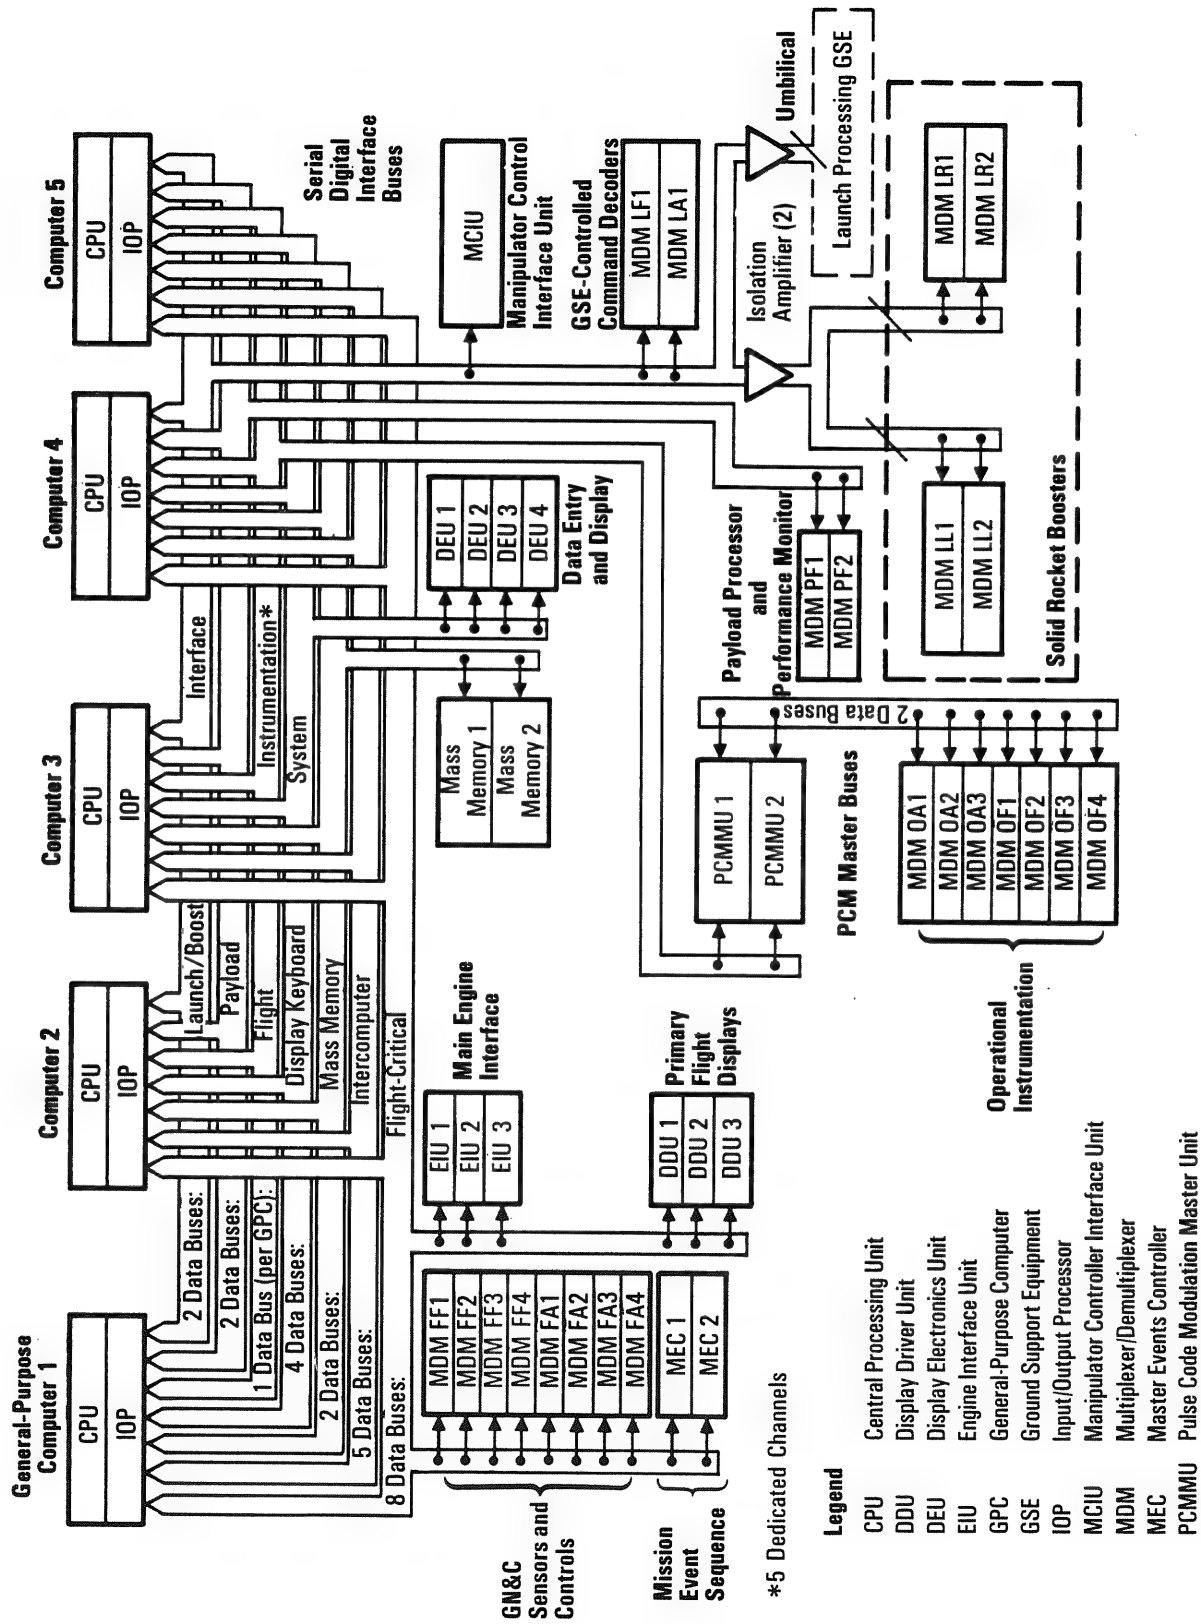 General-Purpose
Computer 1
CPU
IOP
Computer 2
CPU
IOP
Computer 3
CPU
IOP
Computer 4
CPU
IOP
Computer 5
CPU
IOP
2 Data Buses:
Launch/Boost
Interface
2 Data Buses:
Payload
1 Data Bus (per GPC):
Flight
Instrumentation*
4 Data Buses:
Display Keyboard
System
2 Data Buses:
Mass Memory
5 Data Buses:
Intercomputer
8 Data Buses:
Flight-Critical
Serial
Digital
Interface
Buses
GN&C
Sensors and
Controls
MDM FF1
MDM FF2
MDM FF3
MDM FF4
MDM FA1
MDM FA2
MDM FA3
MDM FA4
Mission
Event
Sequence
MEC 1
MEC 2
EIU 1
EIU 2
EIU 3
Main Engine
Interface
DDU 1
DDU 2
DDU 3
Primary
Flight
Displays
Mass
Memory 1
Mass
Memory 2
DEU 1
DEU 2
DEU 3
DEU 4
Data Entry
and Display
MCIU
Manipulator Control
Interface Unit
GSE-Controlled
Command Decoders
MDM LF1
MDM LA1
Isolation
Amplifier (2)
Umbilical
Launch Processing GSE
PCMMU 1
PCMMU 2
PCM Master Buses
2 Data Buses
Payload Processor
and
Performance Monitor
MDM PF1
MDM PF2
MDM LL1
MDM LL2
MDM LR1
MDM LR2
Solid Rocket Boosters
Operational
Instrumentation
MDM OA1
MDM OA2
MDM OA3
MDM OF1
MDM OF2
MDM OF3
MDM OF4
*5 Dedicated Channels
Legend
CPU Central Processing Unit
DDU Display Driver Unit
DEU Display Electronics Unit
EIU Engine Interface Unit
GPC General-Purpose Computer
GSE Ground Support Equipment
IOP Input/Output Processor
MCIU Manipulator Controller Interface Unit
MDM Multiplexer/Demultiplexer
MEC Master Events Controller
PCMMU Pulse Code Modulation Master Unit